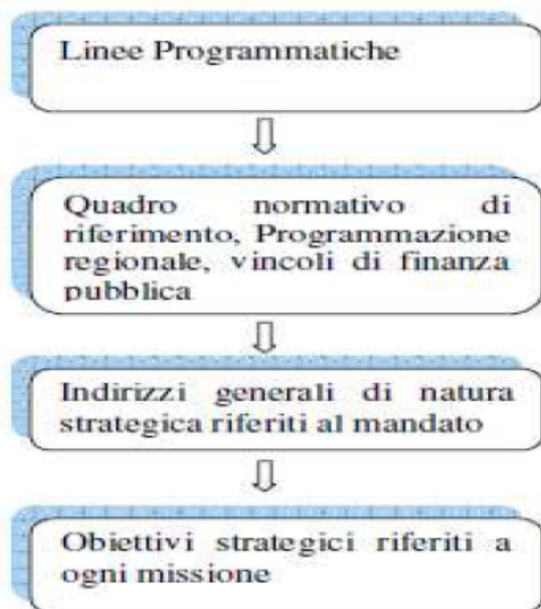 Linee Programmatiche
Quadro normativo di
riferimento, Programmazione
regionale, vincoli di finanza
pubblica
Indirizzi generali di natura
strategica riferiti al mandato
Obiettivi strategici riferiti a
ogni missione